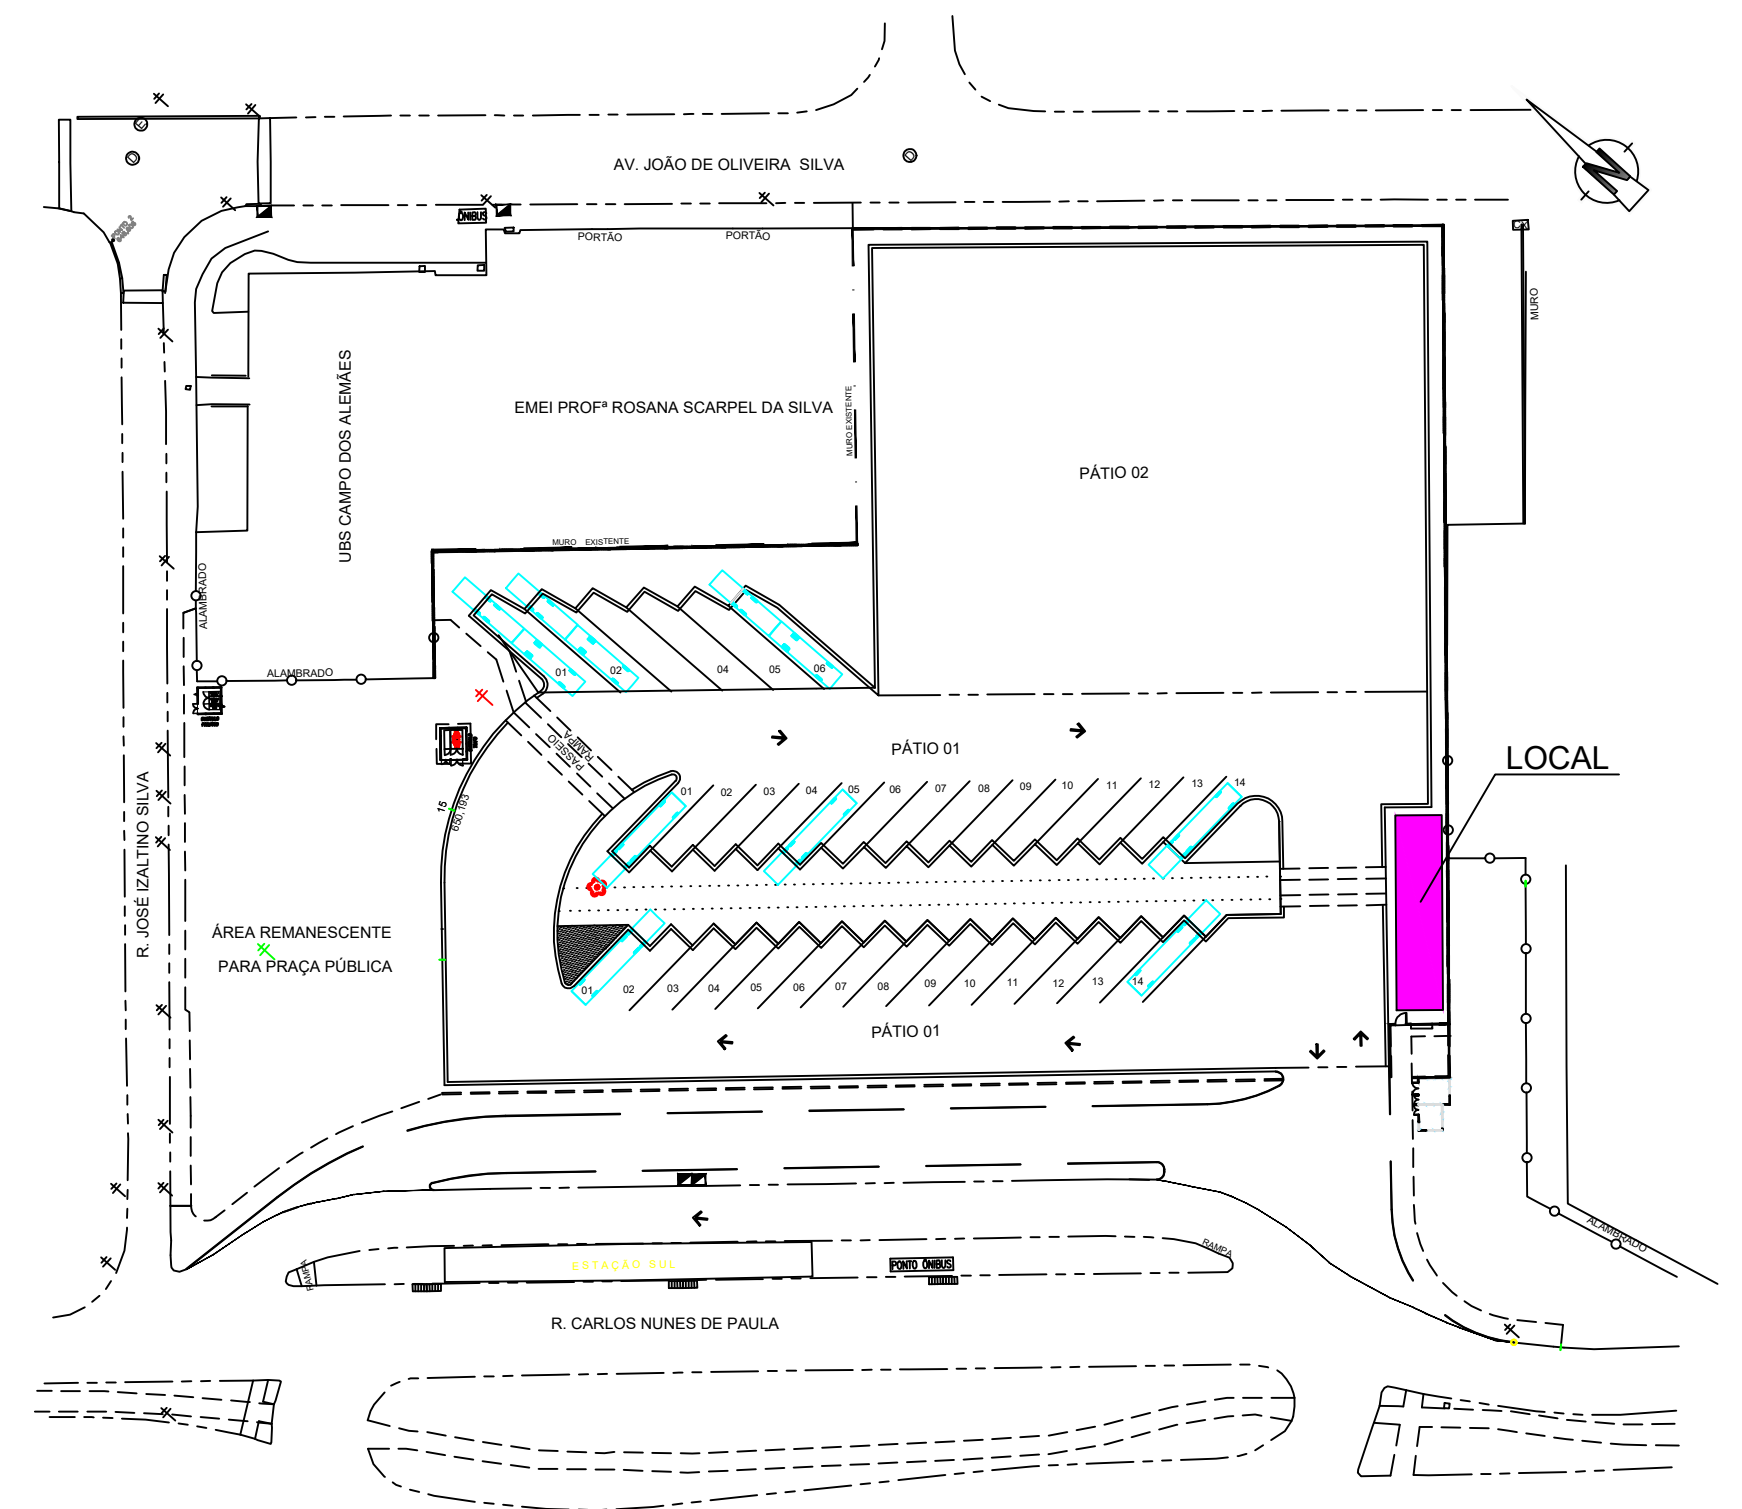 AV. JOÃO DE OLIVEIRA SILVA
N
ÔNIBUS
PORTÃO
PORTÃO
MURO
UBS CAMPO DOS ALEMÃES
EMEI PROFª ROSANA SCARPEL DA SILVA
MURO EXISTENTE
PÁTIO 02
MURO EXISTENTE
ALAMBRADO
ALAMBRADO
01
02
04
05
06
PASSEIO
RAMPA
PÁTIO 01
LOCAL
R. JOSÉ IZALTINO SILVA
15
650.193
01
02
03
04
05
06
07
08
09
10
11
12
13
14
ÁREA REMANESCENTE
PARA PRAÇA PÚBLICA
01
02
03
04
05
06
07
08
09
10
11
12
13
14
PÁTIO 01
ALAMBRADO
RAMPA
ESTAÇÃO SUL
PONTO ÔNIBUS
RAMPA
R. CARLOS NUNES DE PAULA